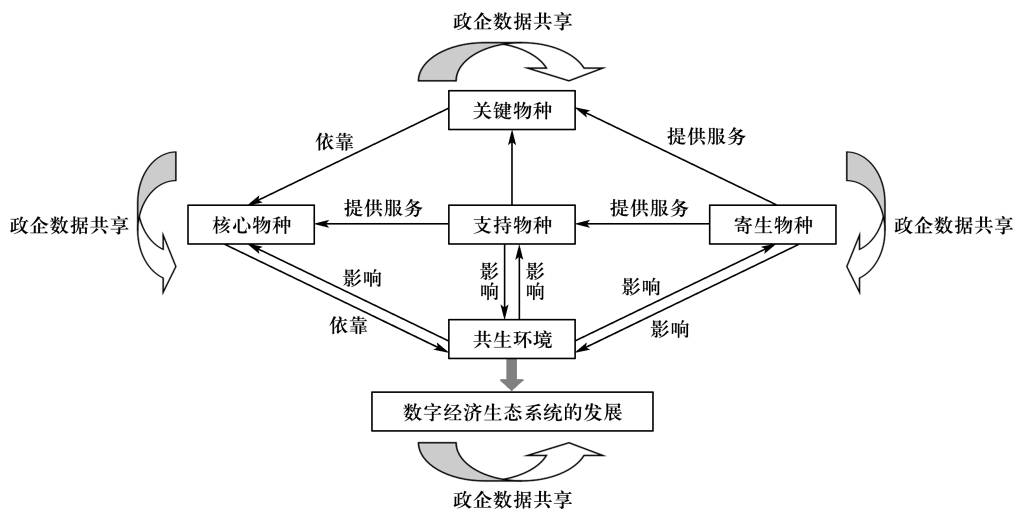 政企数据共享
关键物种
依靠
提供服务
核心物种
提供服务
支持物种
提供服务
寄生物种
政企数据共享
政企数据共享
影响
影响
影响
影响
影响
依靠
共生环境
数字经济生态系统的发展
政企数据共享